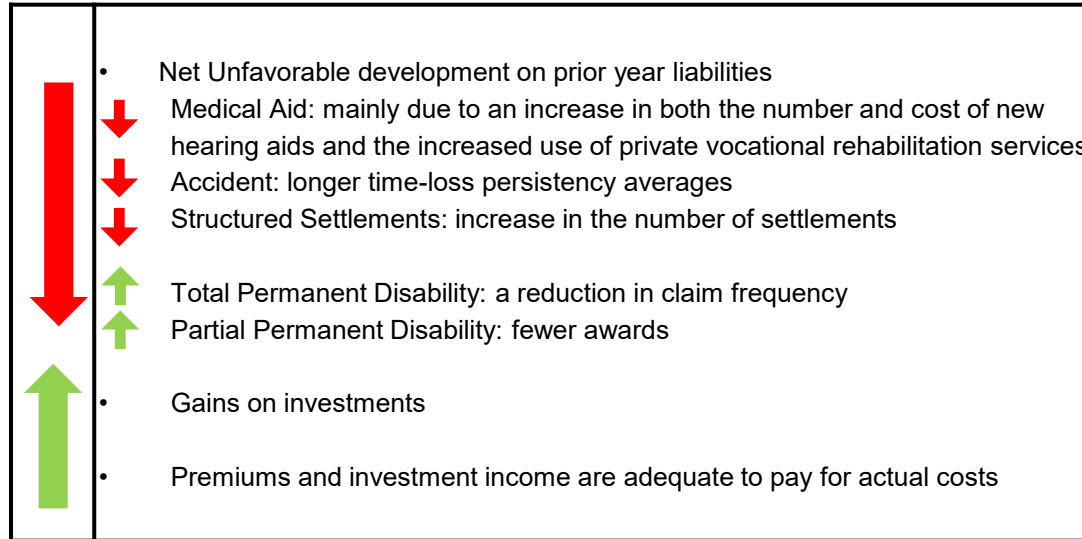 • Net Unfavorable development on prior year liabilities
Medical Aid: mainly due to an increase in both the number and cost of new
hearing aids and the increased use of private vocational rehabilitation services
Accident: longer time-loss persistency averages
Structured Settlements: increase in the number of settlements
Total Permanent Disability: a reduction in claim frequency
Partial Permanent Disability: fewer awards
• Gains on investments
• Premiums and investment income are adequate to pay for actual costs